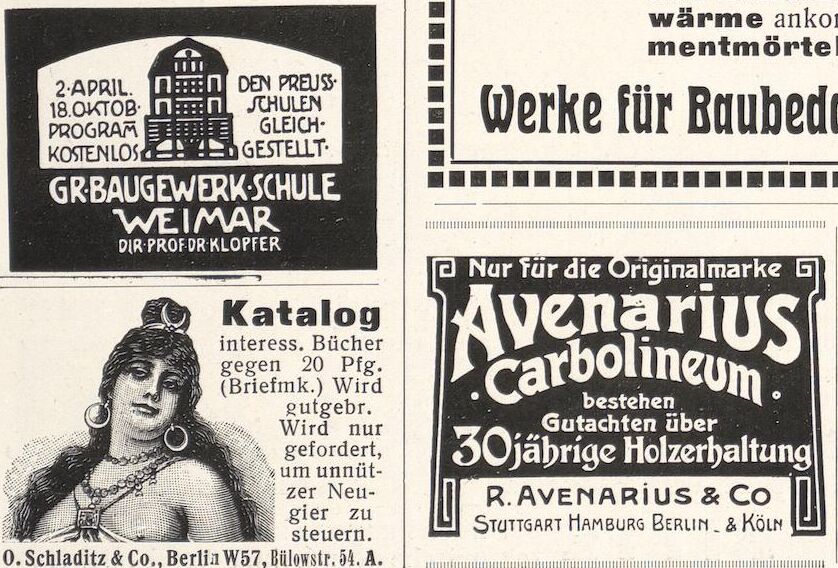 2·APRIL.
18.OKTOB·
PROGRAM
KOSTENLOS
DEN PREUSS·
SCHULEN
GLEICH·
GESTELLT·
GR·BAUGEWERK·SCHULE
WEIMAR
DIR·PROF·DR·KLOPFER
Katalog
interess. Bücher
gegen 20 Pfg.
(Briefmk.) Wird
gutgebr.
Wird nur
gefordert,
um unnüt-
zer Neu-
gier zu
steuern.
O. Schladitz & Co., Berlin W57, Bülowstr. 54. A.
wärme
Werke für
Nur für die Originalmarke
Avenarius
·Carbolineum·
bestehen
Gutachten über
30jährige Holzerhaltung
R. AVENARIUS & CO
STUTTGART HAMBURG BERLIN & KÖLN